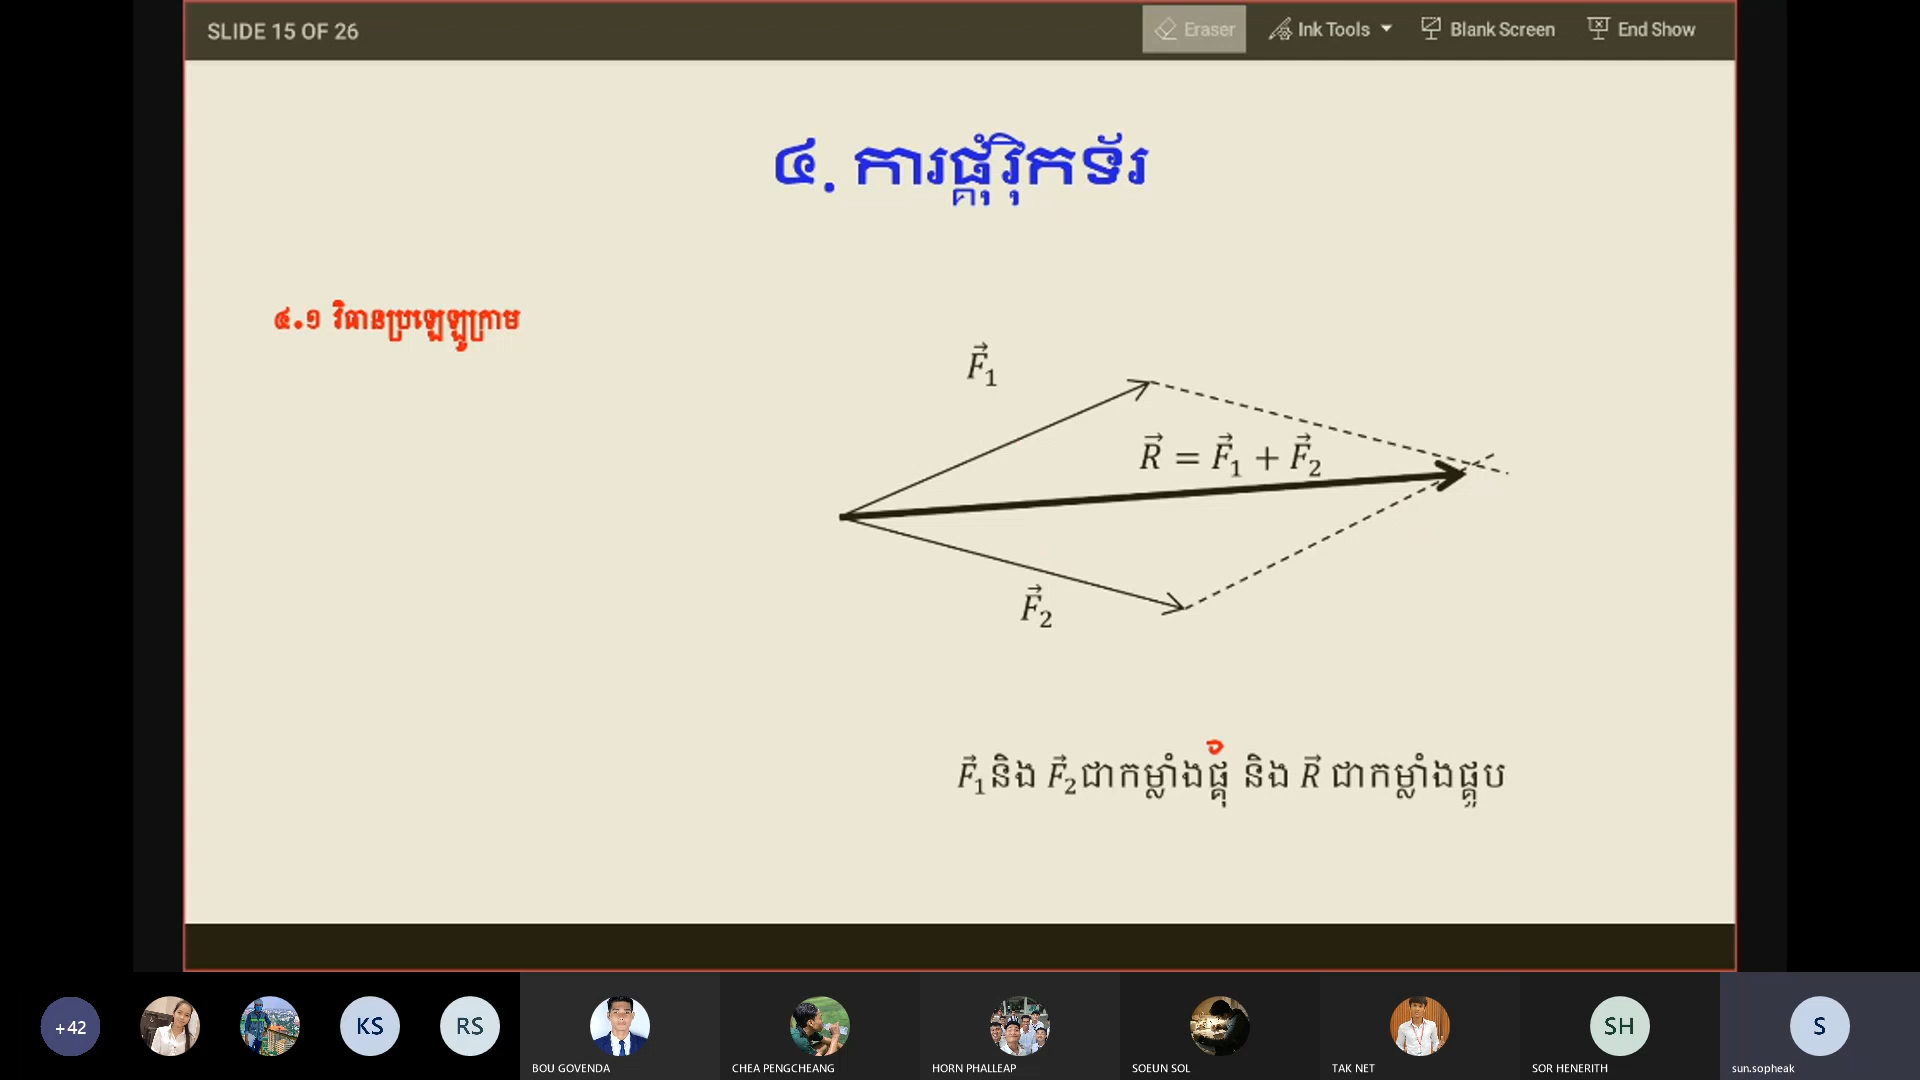 SLIDE 15 OF 26
Eraser Ink Tools Blank Screen End Show
៤. ការផ្គុំវ៉ិកទ័រ
៤.១ វិធានប្រឡេឡូក្រាម
F⃗₁
R⃗ = F⃗₁ + F⃗₂
F⃗₂
F⃗₁ និង F⃗₂ ជាកម្លាំងផ្គុំ និង R⃗ ជាកម្លាំងផ្គួប
+42 KS RS SH S
BOU GOVENDA CHEA PENGCHEANG HORN PHALLEAP SOEUN SOL TAK NET SOR HENERITH sun.sopheak